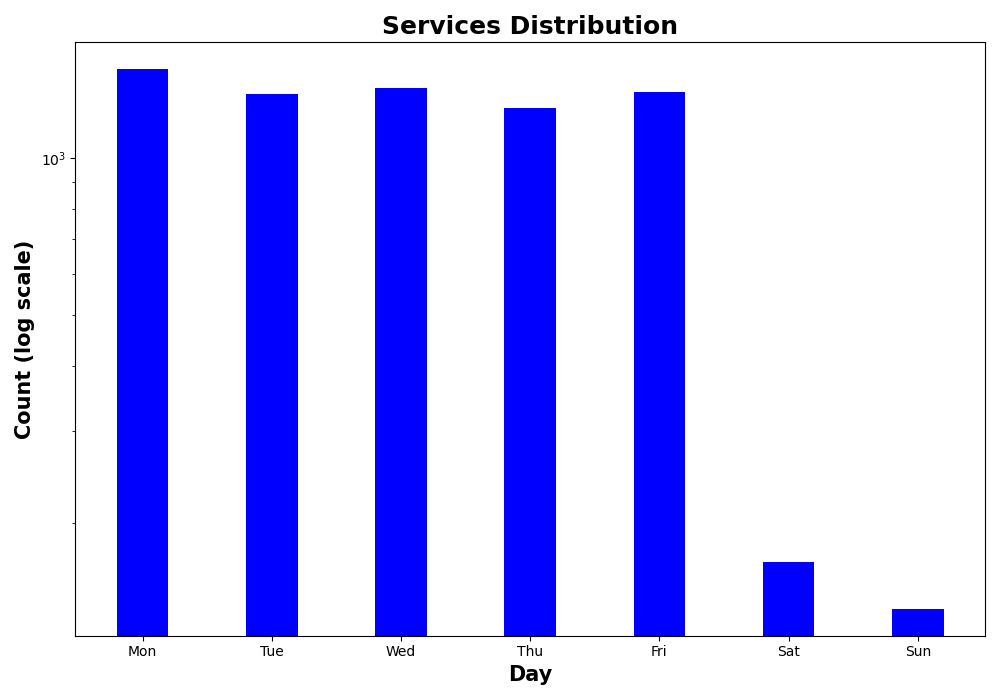 Services Distribution
10³
Count (log scale)
Mon Tue Wed Thu Fri Sat Sun
Day